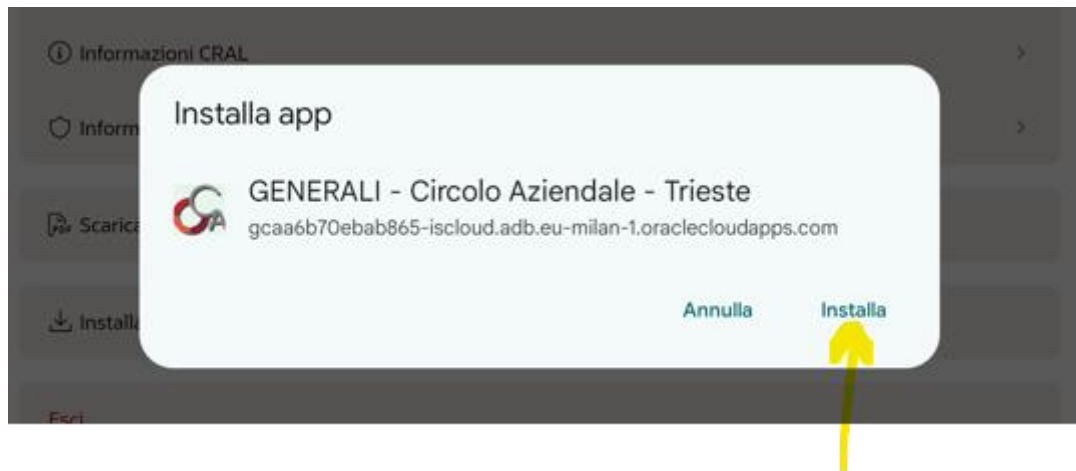 Informazioni CRAL
Installa app
Inform
GENERALI - Circolo Aziendale - Trieste
gcaa6b70ebab865-iscloud.adb.eu-milan-1.oraclecloudapps.com
Scarica
Annulla Installa
Installa
Esci